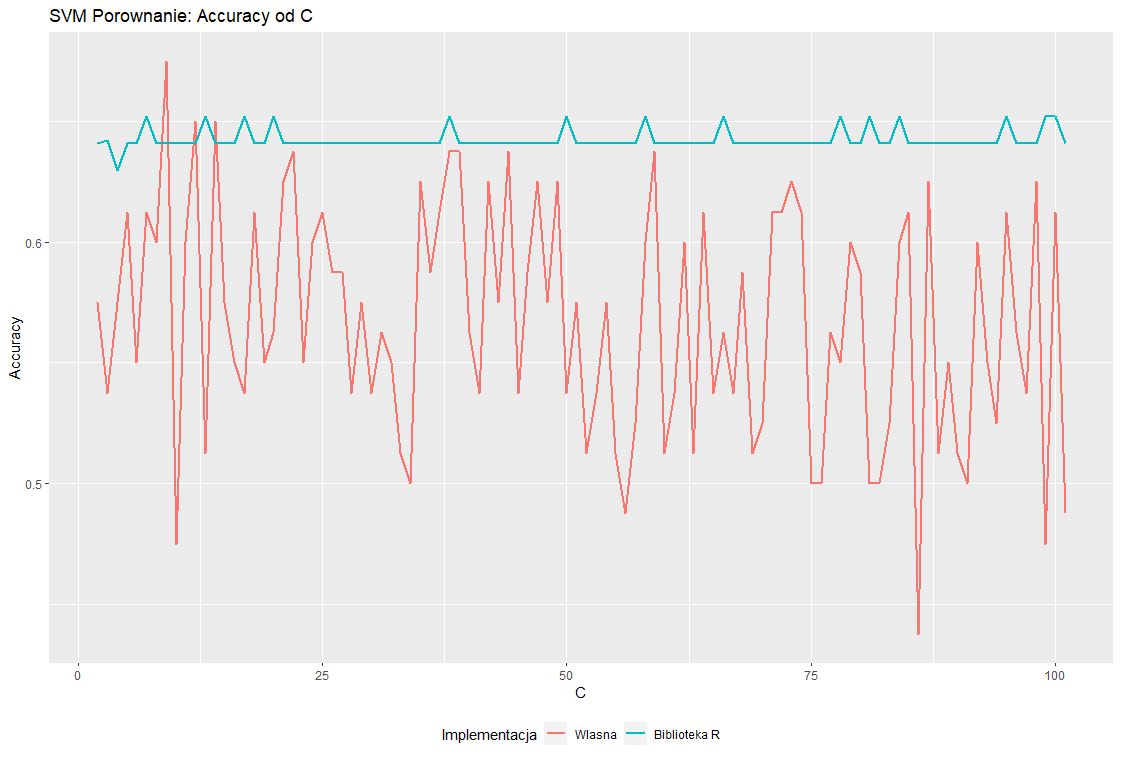 SVM Porownanie: Accuracy od C
Accuracy
0.6
0.5
0 25 50 75 100
C
Implementacja Wlasna Biblioteka R